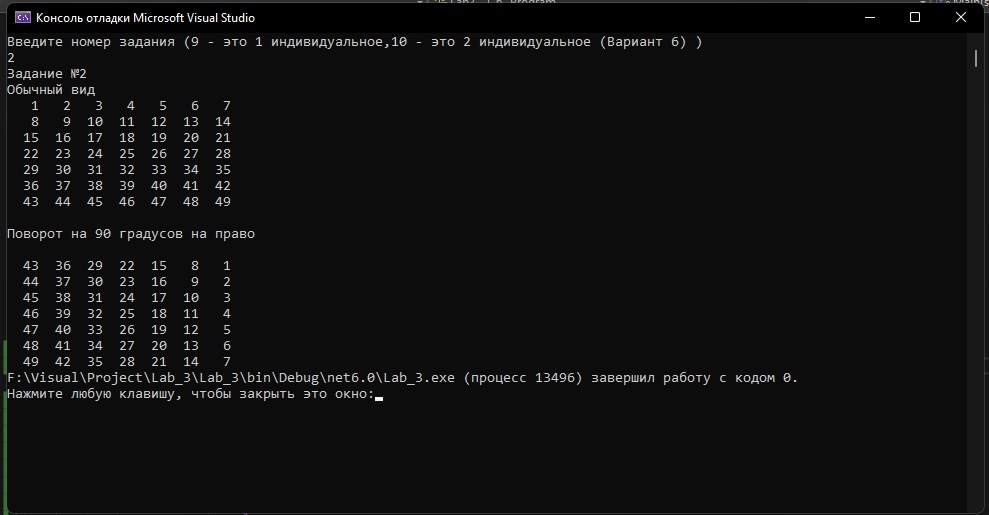 Консоль отладки Microsoft Visual Studio
Введите номер задания (9 - это 1 индивидуальное,10 - это 2 индивидуальное (Вариант 6) )
2
Задание №2
Обычный вид
1 2 3 4 5 6 7
8 9 10 11 12 13 14
15 16 17 18 19 20 21
22 23 24 25 26 27 28
29 30 31 32 33 34 35
36 37 38 39 40 41 42
43 44 45 46 47 48 49
Поворот на 90 градусов на право
43 36 29 22 15 8 1
44 37 30 23 16 9 2
45 38 31 24 17 10 3
46 39 32 25 18 11 4
47 40 33 26 19 12 5
48 41 34 27 20 13 6
49 42 35 28 21 14 7
F:\Visual\Project\Lab_3\Lab_3\bin\Debug\net6.0\Lab_3.exe (процесс 13496) завершил работу с кодом 0.
Нажмите любую клавишу, чтобы закрыть это окно: